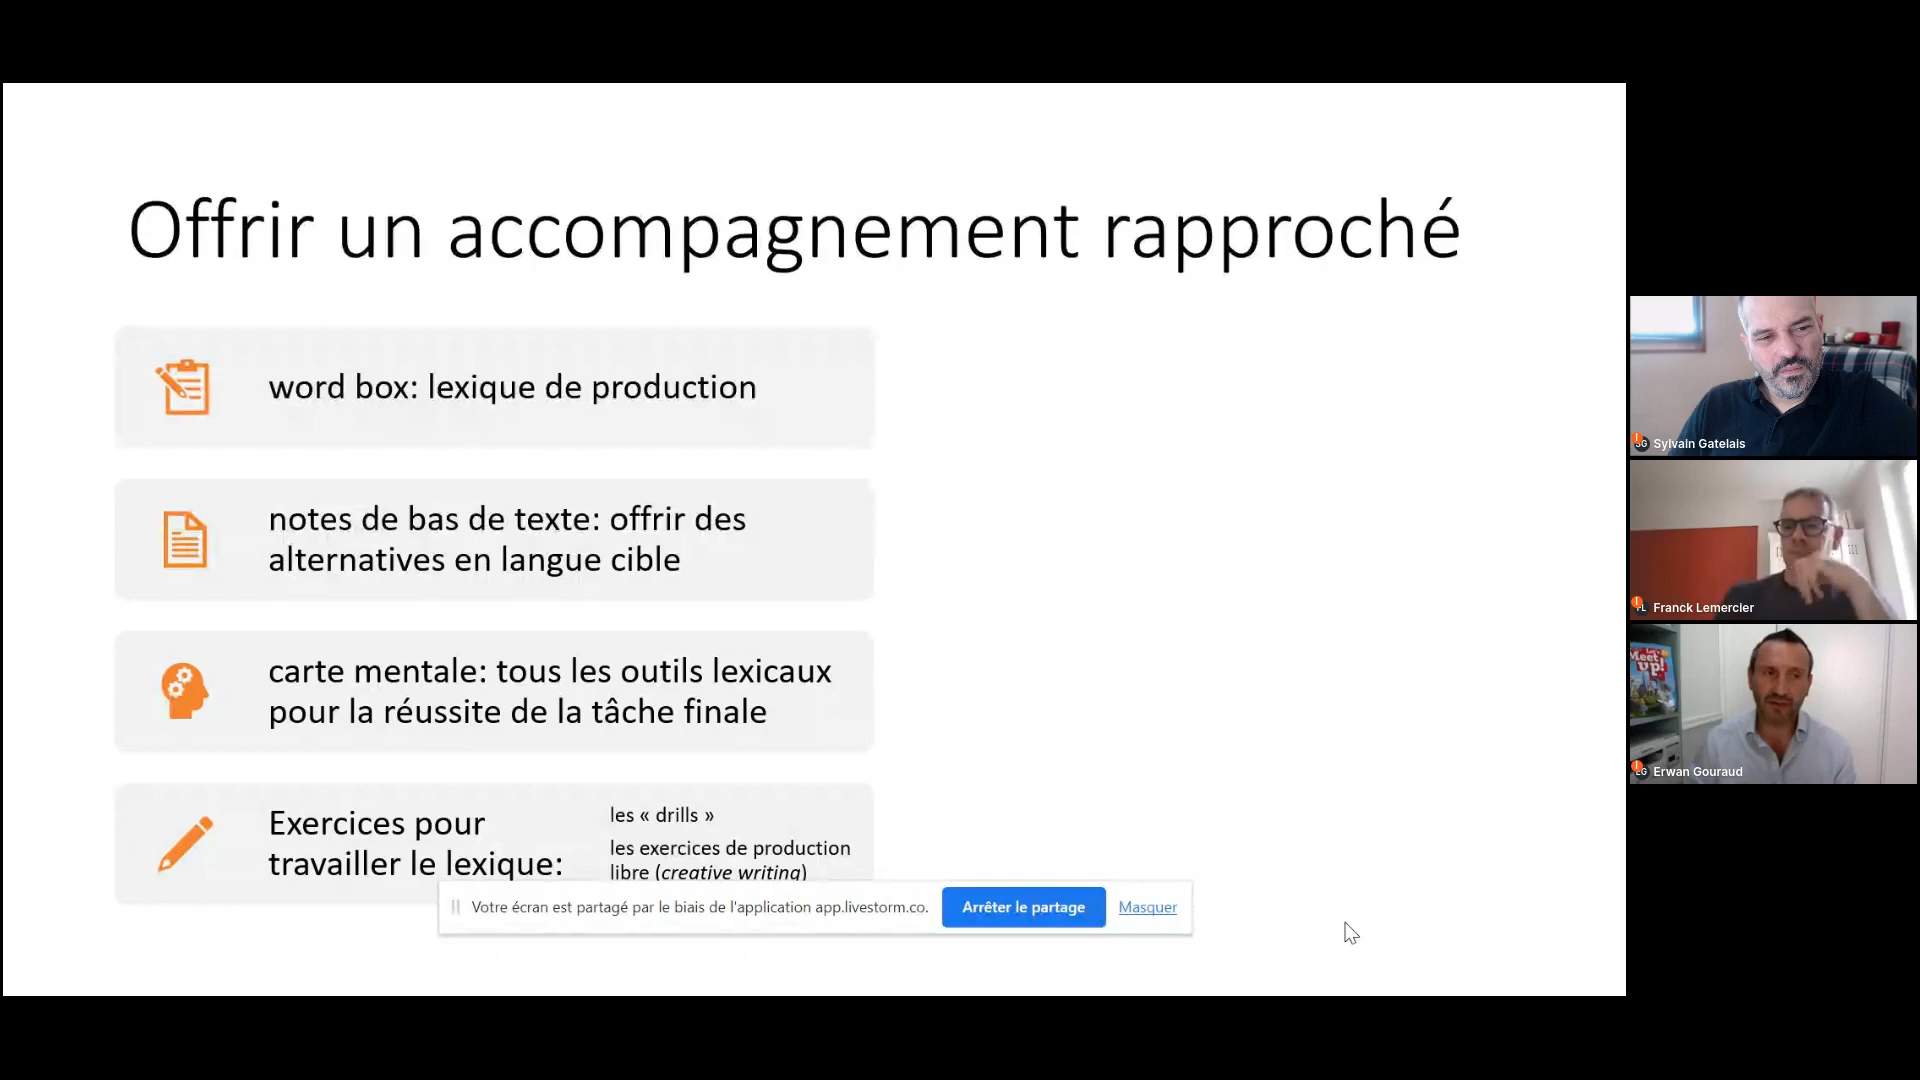 Offrir un accompagnement rapproché
word box: lexique de production
notes de bas de texte: offrir des
alternatives en langue cible
carte mentale: tous les outils lexicaux
pour la réussite de la tâche finale
Exercices pour
travailler le lexique:
les « drills »
les exercices de production
libre (creative writing)
Votre écran est partagé par le biais de l'application app.livestorm.co.
Arrêter le partage
Masquer
Sylvain Gatelais
Franck Lemercier
Meet
up!
Erwan Gouraud